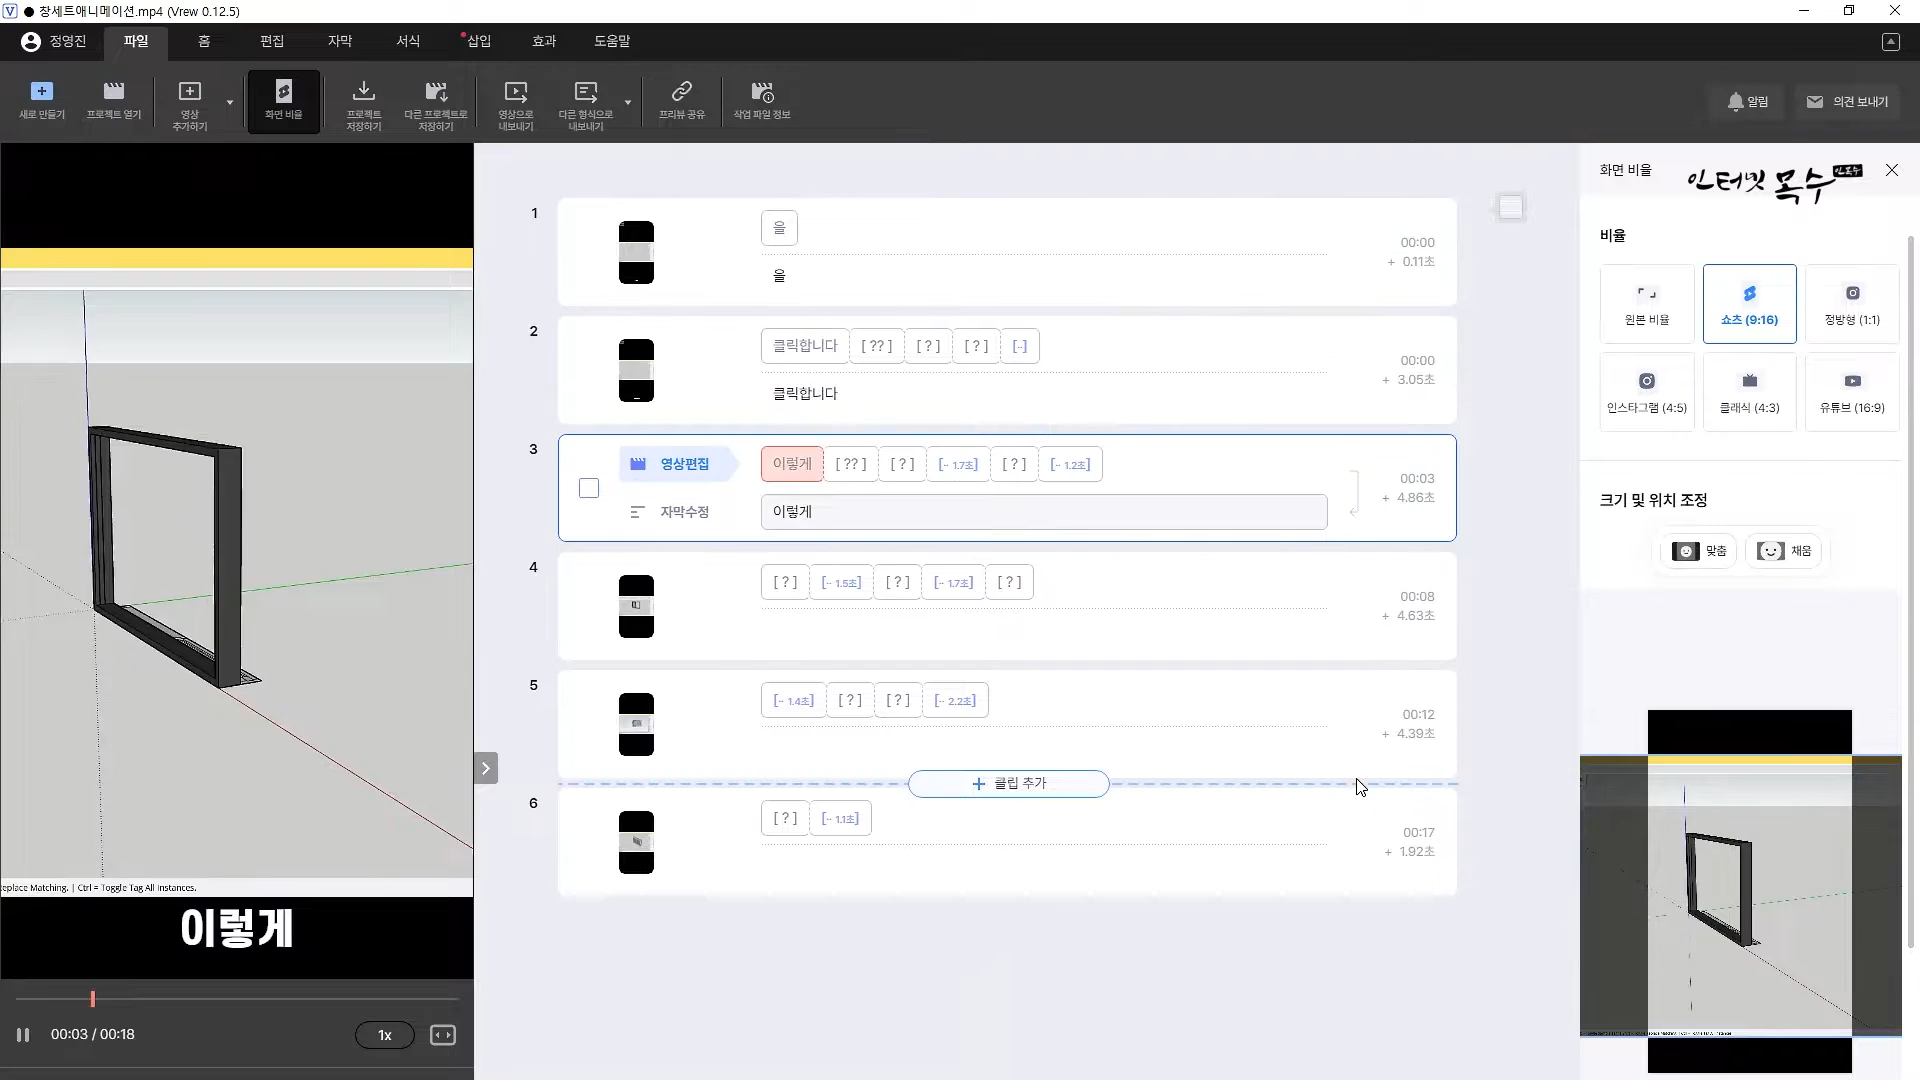 창세트애니메이션.mp4 (Vrew 0.12.5)
정영진 파일 홈 편집 자막 서식 삽입 효과 도움말
새로 만들기
프로젝트 열기
영상
추가하기
화면 비율
프로젝트
저장하기
다른 프로젝트로
저장하기
영상으로
내보내기
다른 형식으로
내보내기
프리뷰 공유
작업 파일 정보
알림
의견 보내기
eplace Matching. | Ctrl = Toggle Tag All Instances.
이렇게
00:03 / 00:18
1x
1
을
을
00:00
+ 0.11초
2
클릭합니다 [ ?? ] [ ? ] [ ? ] [··]
클릭합니다
00:00
+ 3.05초
3
영상편집
이렇게 [ ?? ] [ ? ] [·· 1.7초] [ ? ] [·· 1.2초]
자막수정
이렇게
00:03
+ 4.86초
4
[ ? ] [·· 1.5초] [ ? ] [·· 1.7초] [ ? ]
00:08
+ 4.63초
5
[·· 1.4초] [ ? ] [ ? ] [·· 2.2초]
00:12
+ 4.39초
+ 클립 추가
6
[ ? ] [·· 1.1초]
00:17
+ 1.92초
화면 비율
인터넷 목수
비율
원본 비율
쇼츠 (9:16)
정방형 (1:1)
인스타그램 (4:5)
클래식 (4:3)
유튜브 (16:9)
크기 및 위치 조정
맞춤
채움